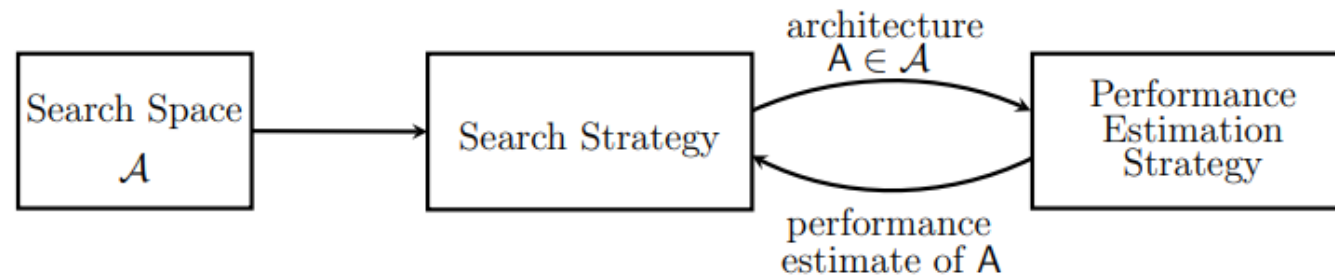 Search Space
𝒜
Search Strategy
architecture
A ∈ 𝒜
performance
estimate of A
Performance
Estimation
Strategy